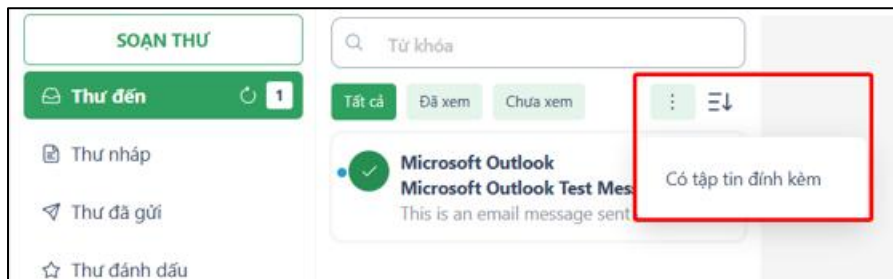 SOẠN THƯ
Thư đến 1
Thư nháp
Thư đã gửi
Thư đánh dấu
Từ khóa
Tất cả Đã xem Chưa xem
Microsoft Outlook
Microsoft Outlook Test Mes
This is an email message sent
Có tập tin đính kèm